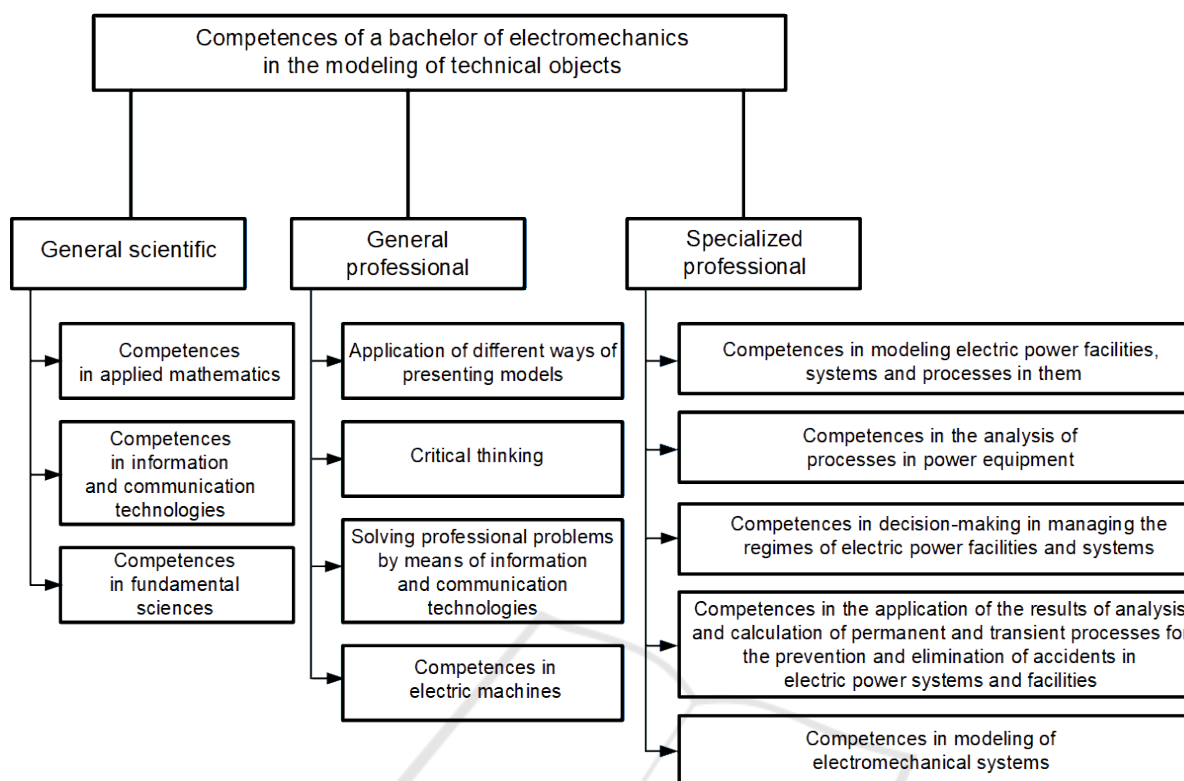 Competences of a bachelor of electromechanics
in the modeling of technical objects
General scientific
Competences
in applied mathematics
Competences
in information
and communication
technologies
Competences
in fundamental
sciences
General
professional
Application of different ways of
presenting models
Critical thinking
Solving professional problems
by means of information
and communication
technologies
Competences in
electric machines
Specialized
professional
Competences in modeling electric power facilities,
systems and processes in them
Competences in the analysis of
processes in power equipment
Competences in decision-making in managing the
regimes of electric power facilities and systems
Competences in the application of the results of analysis
and calculation of permanent and transient processes for
the prevention and elimination of accidents in
electric power systems and facilities
Competences in modeling of
electromechanical systems